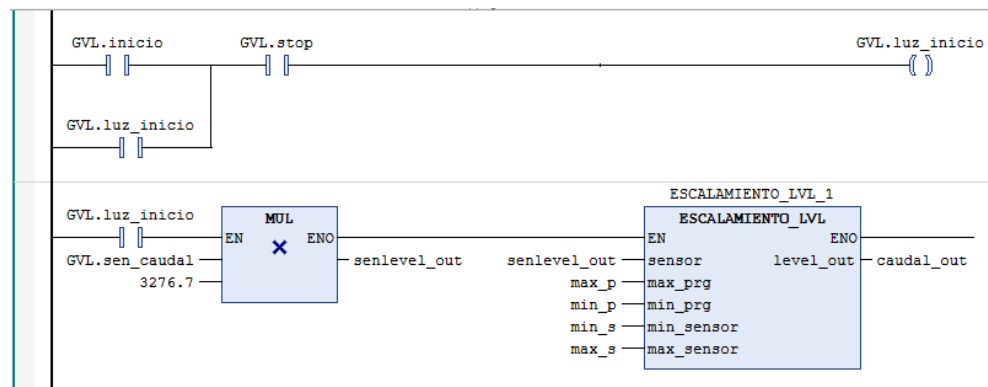 GVL.inicio GVL.stop GVL.luz_inicio
GVL.luz_inicio
ESCALAMIENTO_LVL_1
GVL.luz_inicio MUL ESCALAMIENTO_LVL
EN ENO EN ENO
GVL.sen_caudal senlevel_out senlevel_out sensor level_out caudal_out
3276.7 max_p max_prg
min_p min_prg
min_s min_sensor
max_s max_sensor